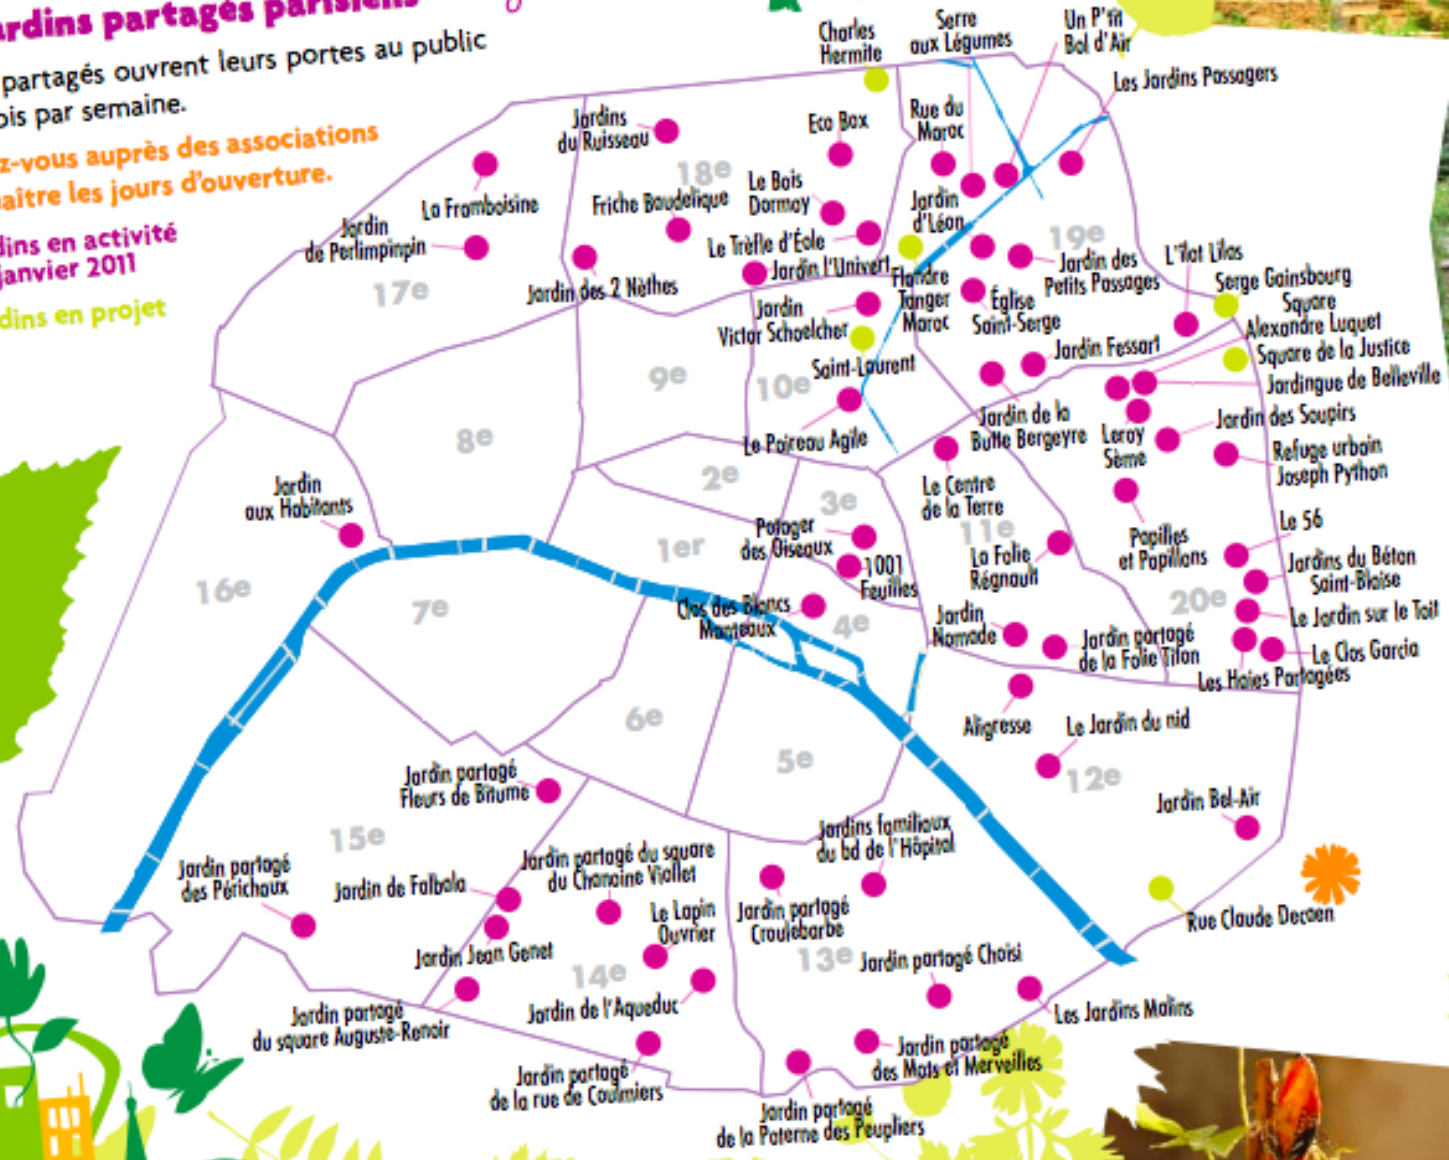 ardins partagés parisiens
partagés ouvrent leurs portes au public
ois par semaine.
z-vous auprès des associations
aître les jours d'ouverture.
dins en activité
janvier 2011
dins en projet
Charles
Hermite
Serre
aux Légumes
Un P'tit
Bol d'Air
Les Jardins Passagers
Jardins
du Ruisseau
Eco Box
Rue du
Maroc
18e
La Framboisine
Friche Baudelique
Le Bois
Dormoy
Jardin
d'Léon
Jardin
de Perlimpinpin
Le Trèfle d'Éole
19e
17e
Jardin des 2 Nèthes
Jardin l'Univert
Flandre
Tanger
Maroc
Jardin des
Petits Passages
L'îlot Lilas
Serge Gainsbourg
Jardin
Victor Schoelcher
Église
Saint-Serge
Square
Alexandre Luquet
Saint-Laurent
Jardin Fessart
Square de la Justice
9e
10e
Jardingue de Belleville
8e
Le Poireau Agile
Jardin de la
Butte Bergeyre
Leroy
Sème
Jardin des Soupirs
Refuge urbain
Joseph Python
2e
3e
Le Centre
de la Terre
Jardin
aux Habitants
Potager
des Oiseaux
11e
Papilles
et Papillons
Le 56
1er
1001
Feuilles
La Folie
Régnault
Jardins du Béton
Saint-Blaise
16e
7e
Clos des Blancs
Manteaux
4e
Jardin
Nomade
20e
Le Jardin sur le Toit
Jardin partagé
de la Folie Titon
Le Clos Garcia
Les Haies Partagées
6e
5e
Aligresse
Le Jardin du nid
12e
Jardin partagé
Fleurs de Bitume
Jardin Bel-Air
15e
Jardins familiaux
du bd de l'Hôpital
Jardin partagé
des Périchaux
Jardin de Falbala
Jardin partagé du square
du Chanoine Viollet
Le Lapin
Ouvrier
Jardin partagé
Croulebarbe
Rue Claude Decaen
Jardin Jean Genet
14e
13e
Jardin partagé Choisi
Jardin partagé
du square Auguste-Renoir
Jardin de l'Aqueduc
Les Jardins Malins
Jardin partagé
de la rue de Coulmiers
Jardin partagé
des Mots et Merveilles
Jardin partagé
de la Poterne des Peupliers